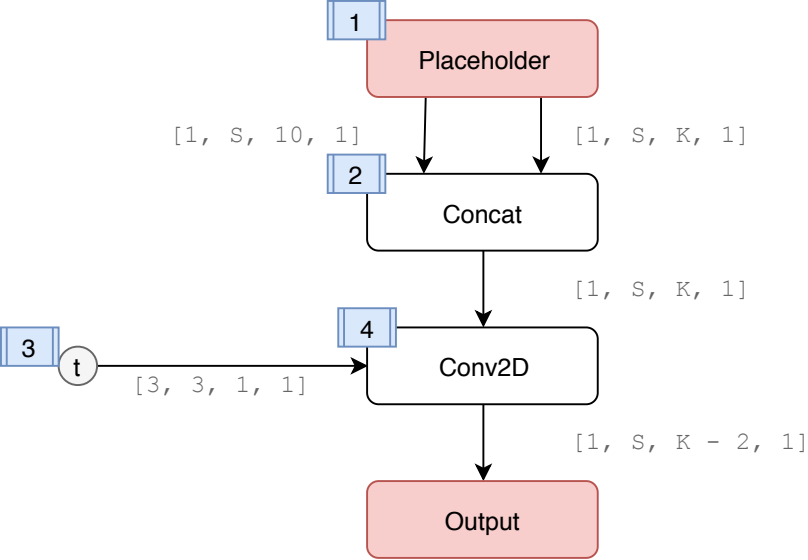 1
Placeholder
[1, S, 10, 1]
[1, S, K, 1]
2
Concat
[1, S, K, 1]
3
t
[3, 3, 1, 1]
4
Conv2D
[1, S, K - 2, 1]
Output